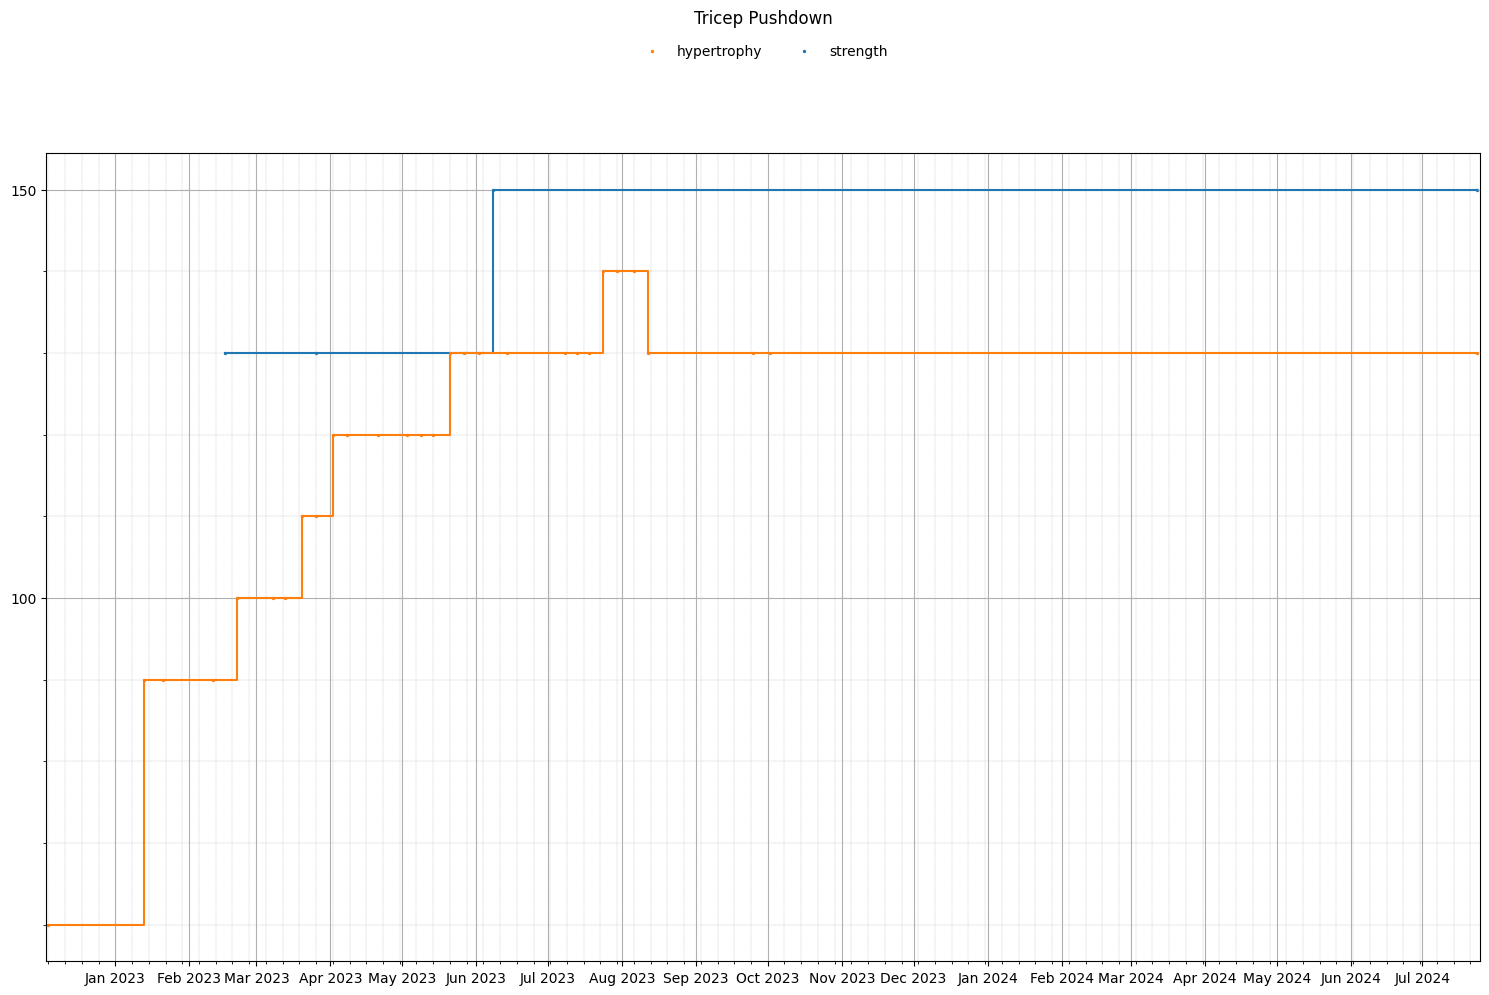 Tricep Pushdown
hypertrophy strength
150
100
Jan 2023 Feb 2023 Mar 2023 Apr 2023 May 2023 Jun 2023 Jul 2023 Aug 2023 Sep 2023 Oct 2023 Nov 2023 Dec 2023 Jan 2024 Feb 2024 Mar 2024 Apr 2024 May 2024 Jun 2024 Jul 2024